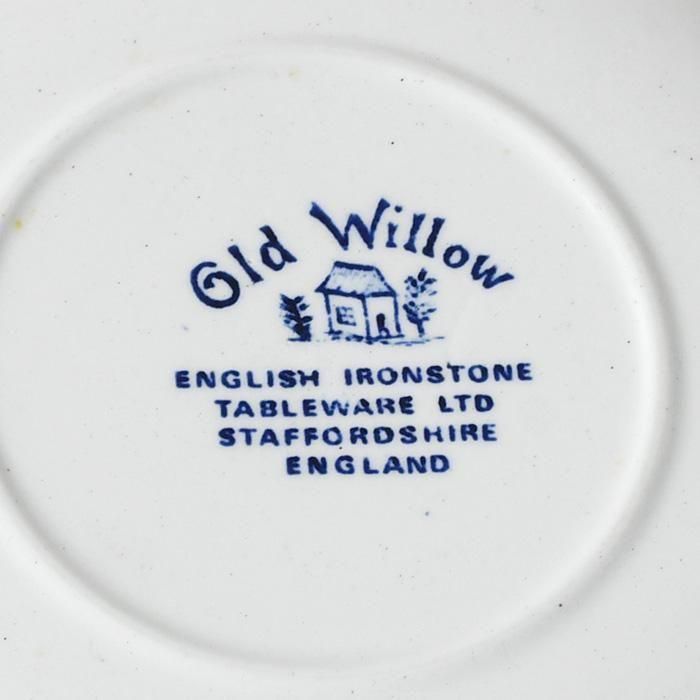 Old Willow
ENGLISH IRONSTONE
TABLEWARE LTD
STAFFORDSHIRE
ENGLAND